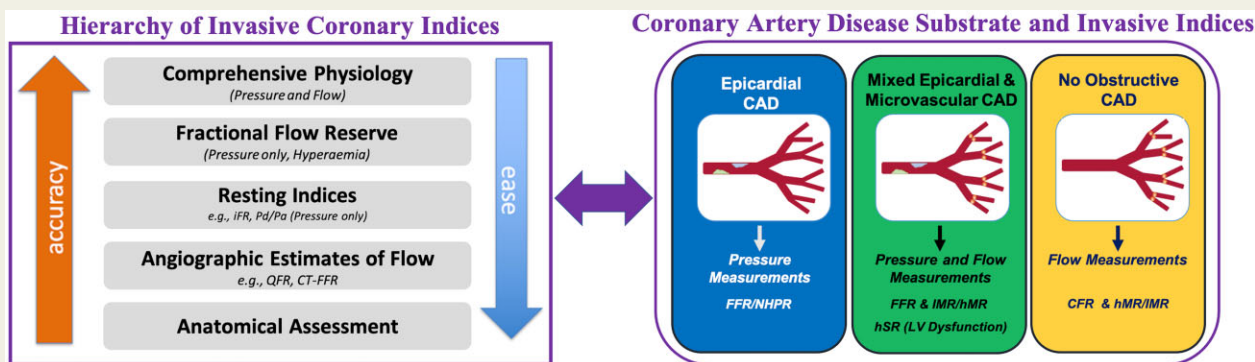 Hierarchy of Invasive Coronary Indices
Comprehensive Physiology
(Pressure and Flow)
Fractional Flow Reserve
(Pressure only, Hyperaemia)
Resting Indices
e.g., iFR, Pd/Pa (Pressure only)
Angiographic Estimates of Flow
e.g., QFR, CT-FFR
Anatomical Assessment
accuracy
ease
Coronary Artery Disease Substrate and Invasive Indices
Epicardial
CAD
Pressure
Measurements
FFR/NHPR
Mixed Epicardial &
Microvascular CAD
Pressure and Flow
Measurements
FFR & IMR/hMR
hSR (LV Dysfunction)
No Obstructive
CAD
Flow Measurements
CFR & hMR/IMR